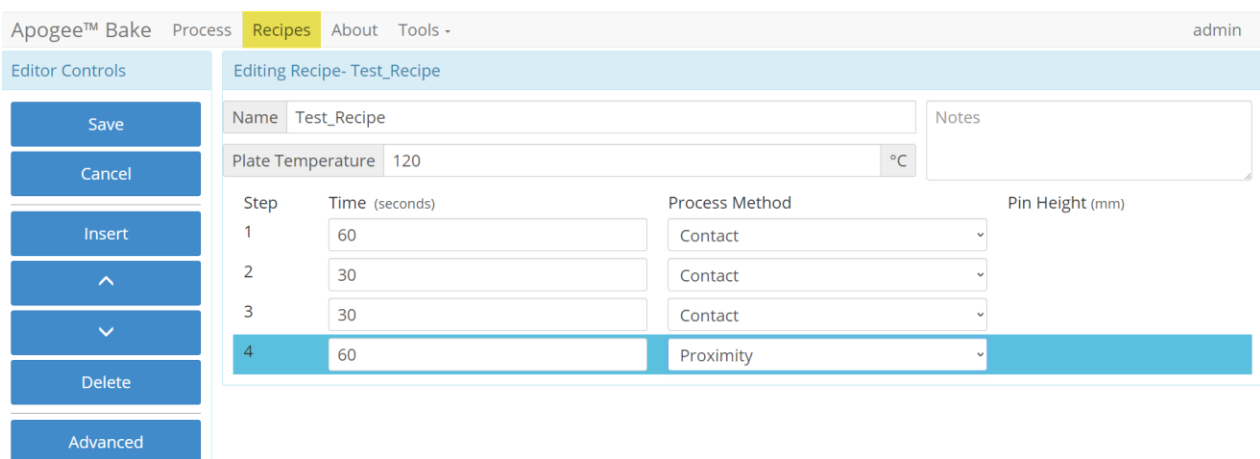 Apogee™ Bake Process Recipes About Tools admin
Editor Controls
Save
Cancel
Insert
Delete
Advanced
Editing Recipe- Test_Recipe
Name Test_Recipe
Notes
Plate Temperature 120 °C
Step Time (seconds) Process Method Pin Height (mm)
1 60 Contact
2 30 Contact
3 30 Contact
4 60 Proximity